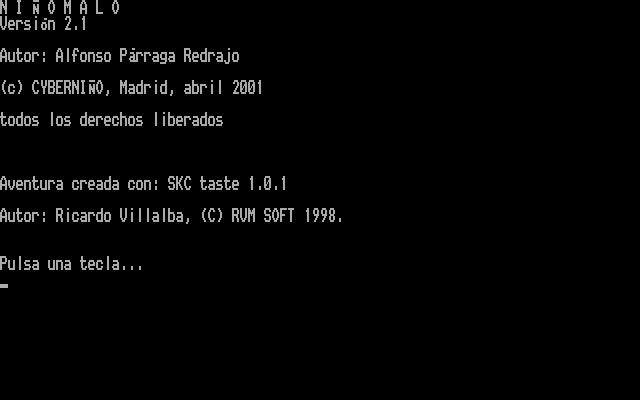 N I Ñ O M A L O
Versión 2.1
Autor: Alfonso Párraga Redrajo
(c) CYBERNIÑO, Madrid, abril 2001
todos los derechos liberados
Aventura creada con: SKC taste 1.0.1
Autor: Ricardo Villalba, (C) RVM SOFT 1998.
Pulsa una tecla...